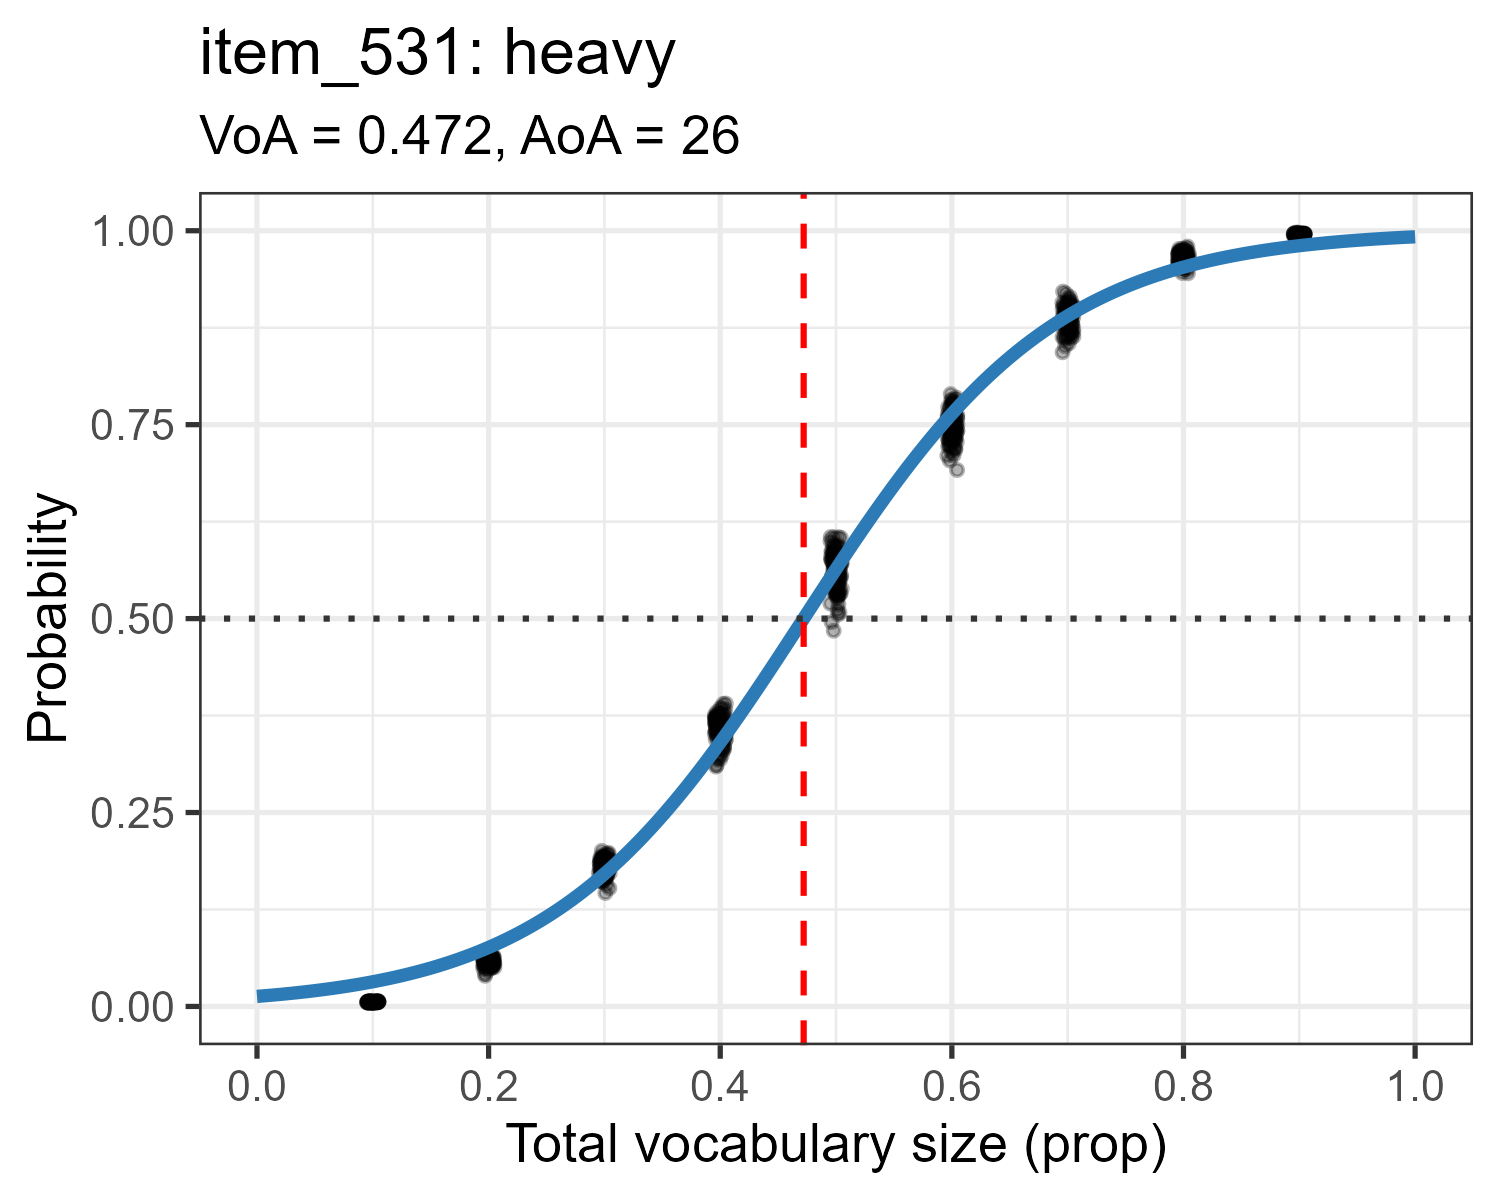 item_531: heavy
VoA = 0.472, AoA = 26
1.00
0.75
0.50
0.25
0.00
Probability
0.0 0.2 0.4 0.6 0.8 1.0
Total vocabulary size (prop)